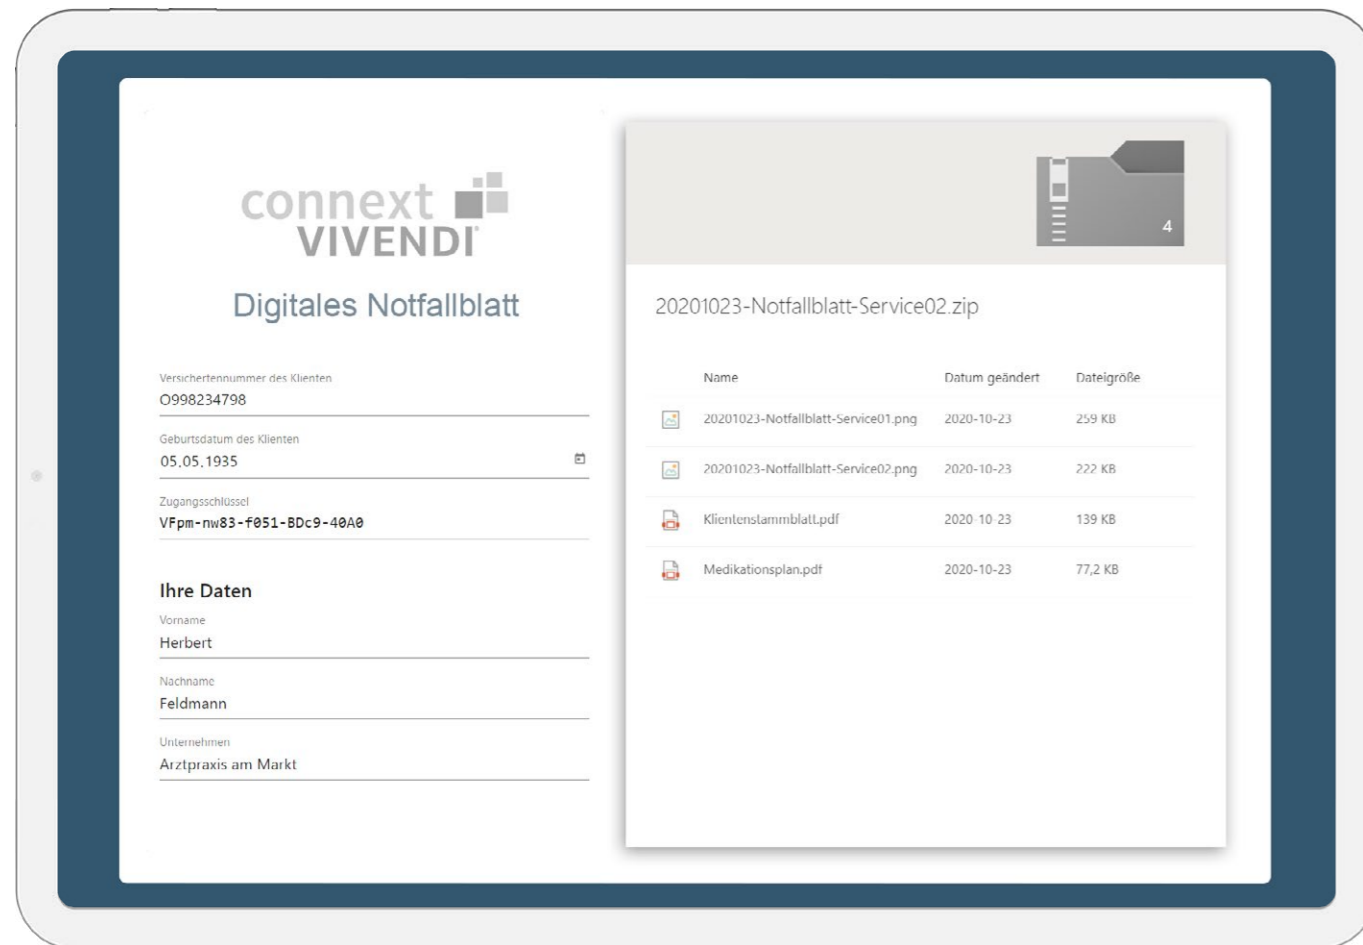 connext
VIVENDI
Digitales Notfallblatt
Versichertennummer des Klienten
O998234798
Geburtsdatum des Klienten
05.05.1935
Zugangsschlüssel
VFpm-nw83-f051-BDc9-40A0
Ihre Daten
Vorname
Herbert
Nachname
Feldmann
Unternehmen
Arztpraxis am Markt
4
20201023-Notfallblatt-Service02.zip
Name Datum geändert Dateigröße
20201023-Notfallblatt-Service01.png 2020-10-23 259 KB
20201023-Notfallblatt-Service02.png 2020-10-23 222 KB
Klientenstammblatt.pdf 2020-10-23 139 KB
Medikationsplan.pdf 2020-10-23 77,2 KB